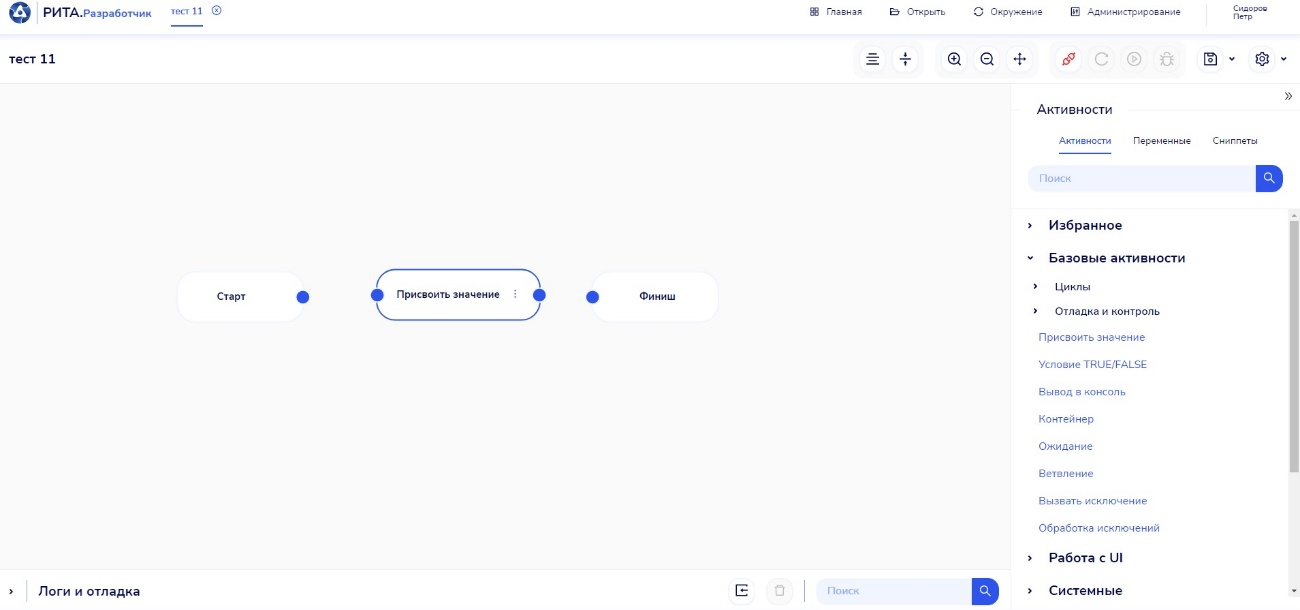 РИТА.Разработчик
тест 11
Главная
Открыть
Окружение
Администрирование
Сидоров
Петр
тест 11
Активности
Активности
Переменные
Сниппеты
Поиск
Избранное
Базовые активности
Циклы
Отладка и контроль
Присвоить значение
Условие TRUE/FALSE
Вывод в консоль
Контейнер
Ожидание
Ветвление
Вызвать исключение
Обработка исключений
Работа с UI
Системные
Старт
Присвоить значение
Финиш
Логи и отладка
Поиск